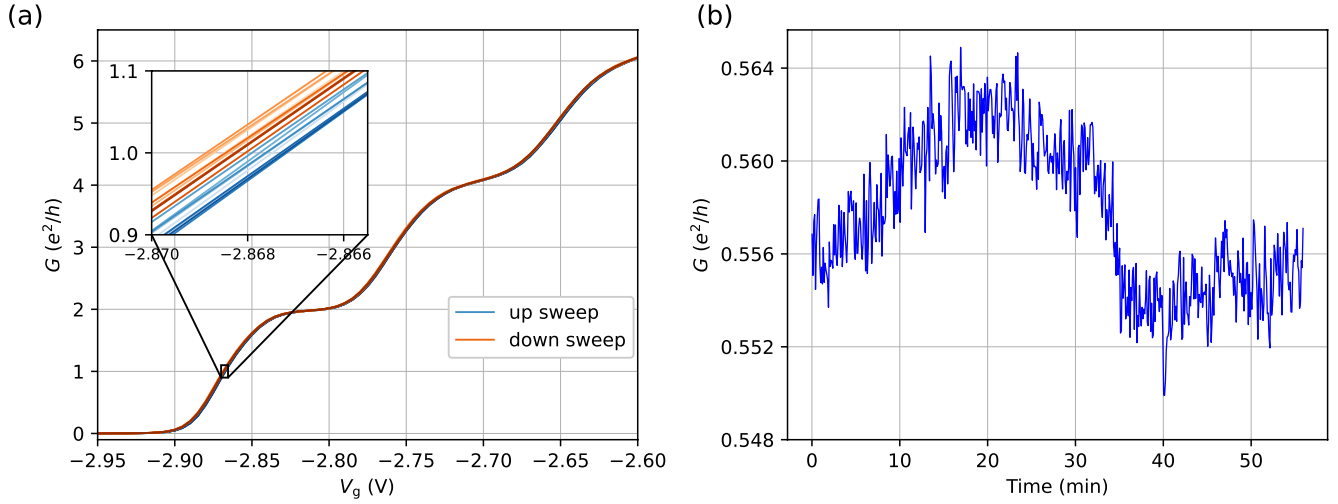 (a)
6
5
4
3
2
1
0
G (e²/h)
1.1
1.0
0.9
−2.870 −2.868 −2.866
up sweep
down sweep
−2.95 −2.90 −2.85 −2.80 −2.75 −2.70 −2.65 −2.60
V_g (V)
(b)
0.564
0.560
0.556
0.552
0.548
G (e²/h)
0 10 20 30 40 50
Time (min)